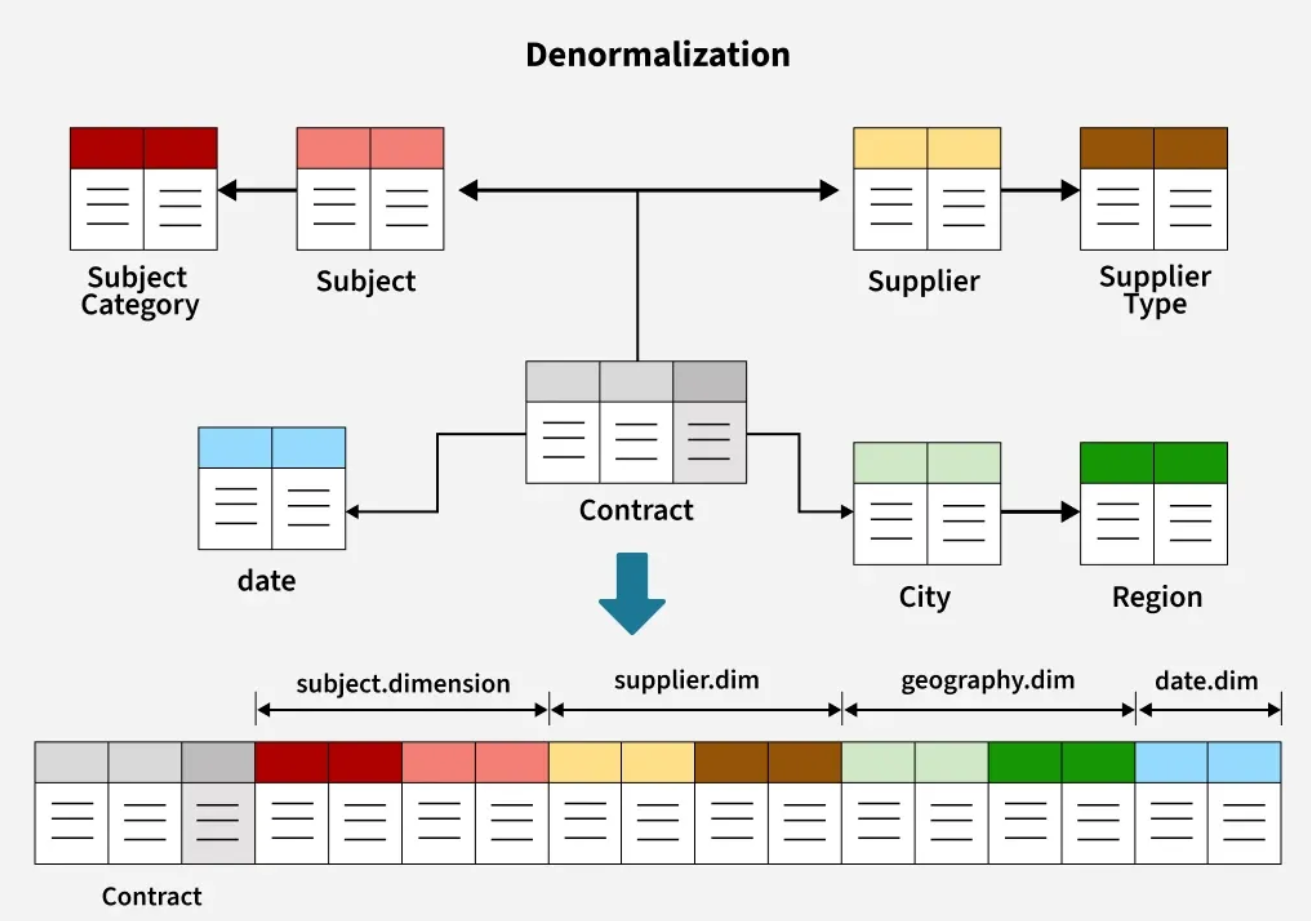 Denormalization
Subject
Category
Subject
Supplier
Supplier
Type
Contract
date
City
Region
subject.dimension
supplier.dim
geography.dim
date.dim
Contract